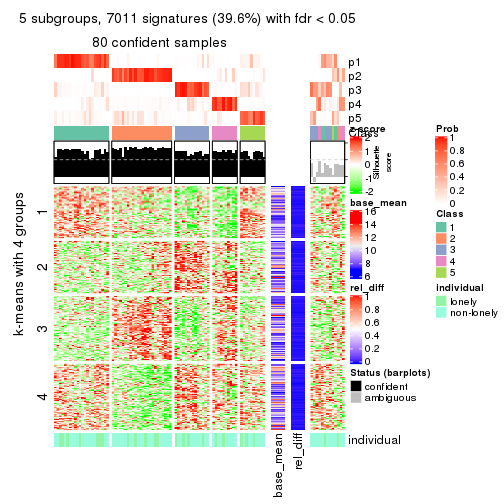 5 subgroups, 7011 signatures (39.6%) with fdr < 0.05
80 confident samples
p1
p2
p3
p4
p5
Class
z-score
2
1
0
-1
-2
Silhouette
score
k-means with 4 groups
1
2
3
4
base_mean
16
14
12
10
8
6
rel_diff
1
0.8
0.6
0.4
0.2
0
Status (barplots)
confident
ambiguous
Prob
1
0.8
0.6
0.4
0.2
0
Class
1
2
3
4
5
individual
lonely
non-lonely
individual
base_mean
rel_diff